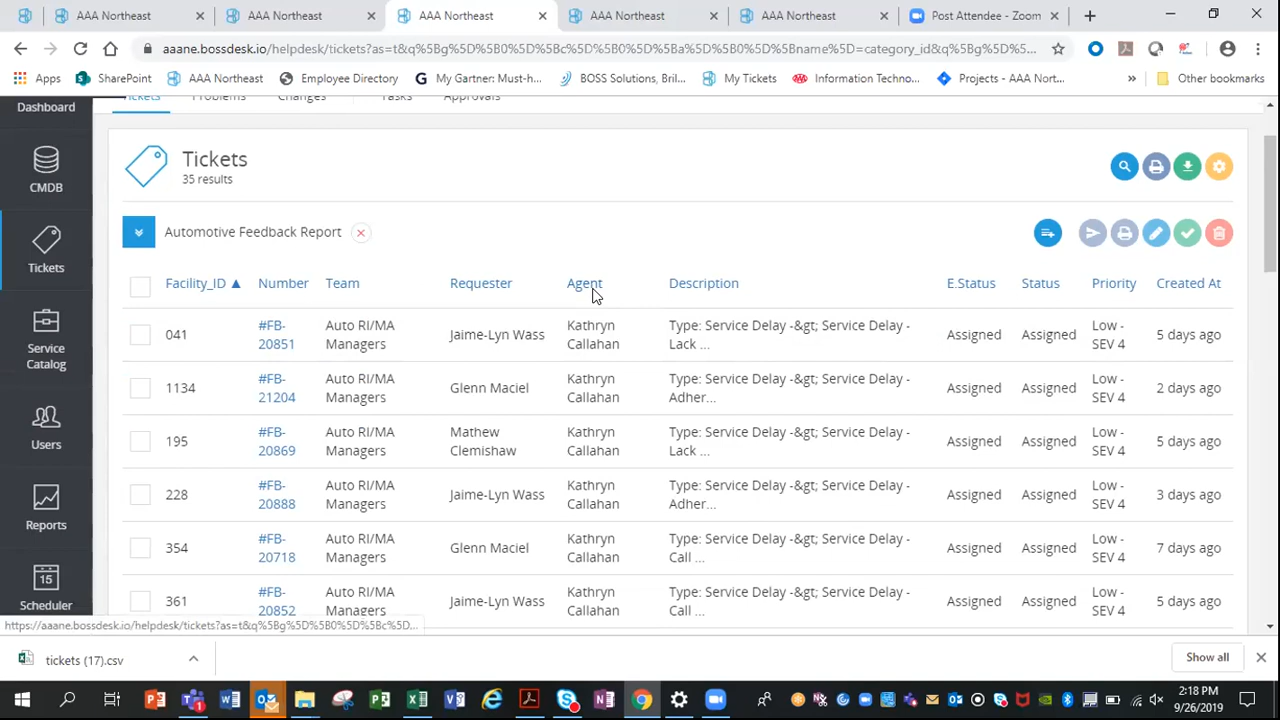 AAA Northeast
AAA Northeast
AAA Northeast
AAA Northeast
AAA Northeast
Post Attendee - Zoom
aaane.bossdesk.io/helpdesk/tickets?as=t&q%5Bg%5D%5B0%5D%5Bc%5D%5B0%5D%5Ba%5D%5B0%5D%5Bname%5D=category_id&q%5Bg%5D%5...
Apps
SharePoint
AAA Northeast
Employee Directory
My Gartner: Must-h...
BOSS Solutions, Bril...
My Tickets
Information Techno...
Projects - AAA Nort...
»
Other bookmarks
Dashboard
Tickets Problems Changes Tasks Approvals
CMDB
Tickets
Service Catalog
Users
Reports
15
Scheduler
Tickets
35 results
Automotive Feedback Report
Facility_ID ▲ Number Team Requester Agent Description E.Status Status Priority Created At
041 #FB-20851 Auto RI/MA Managers Jaime-Lyn Wass Kathryn Callahan Type: Service Delay -&gt; Service Delay - Lack ... Assigned Assigned Low - SEV 4 5 days ago
1134 #FB-21204 Auto RI/MA Managers Glenn Maciel Kathryn Callahan Type: Service Delay -&gt; Service Delay - Adher... Assigned Assigned Low - SEV 4 2 days ago
195 #FB-20869 Auto RI/MA Managers Mathew Clemishaw Kathryn Callahan Type: Service Delay -&gt; Service Delay - Lack ... Assigned Assigned Low - SEV 4 5 days ago
228 #FB-20888 Auto RI/MA Managers Jaime-Lyn Wass Kathryn Callahan Type: Service Delay -&gt; Service Delay - Adher... Assigned Assigned Low - SEV 4 3 days ago
354 #FB-20718 Auto RI/MA Managers Glenn Maciel Kathryn Callahan Type: Service Delay -&gt; Service Delay - Call ... Assigned Assigned Low - SEV 4 7 days ago
361 #FB-20852 Auto RI/MA Managers Jaime-Lyn Wass Kathryn Callahan Type: Service Delay -&gt; Service Delay - Call ... Assigned Assigned Low - SEV 4 5 days ago
https://aaane.bossdesk.io/helpdesk/tickets?as=t&q%5Bg%5D%5B0%5D%5Bc%5D...
tickets (17).csv
Show all
2:18 PM
9/26/2019